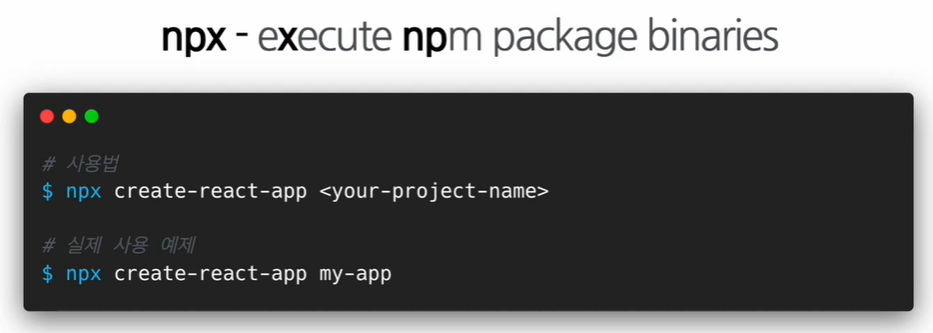 npx - execute npm package binaries
# 사용법
$ npx create-react-app <your-project-name>
# 실제 사용 예제
$ npx create-react-app my-app